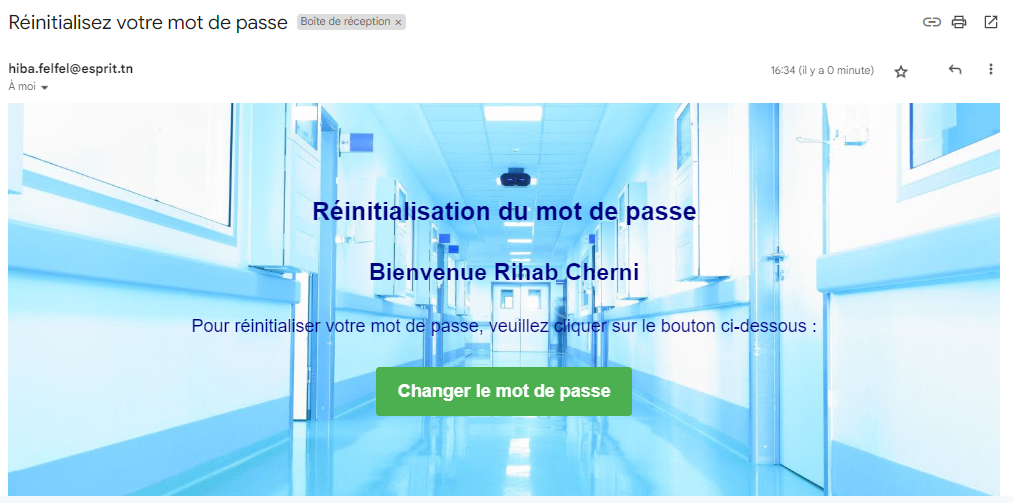 Réinitialisez votre mot de passe Boîte de réception ×
hiba.felfel@esprit.tn 16:34 (il y a 0 minute)
À moi
Réinitialisation du mot de passe
Bienvenue Rihab Cherni
Pour réinitialiser votre mot de passe, veuillez cliquer sur le bouton ci-dessous :
Changer le mot de passe